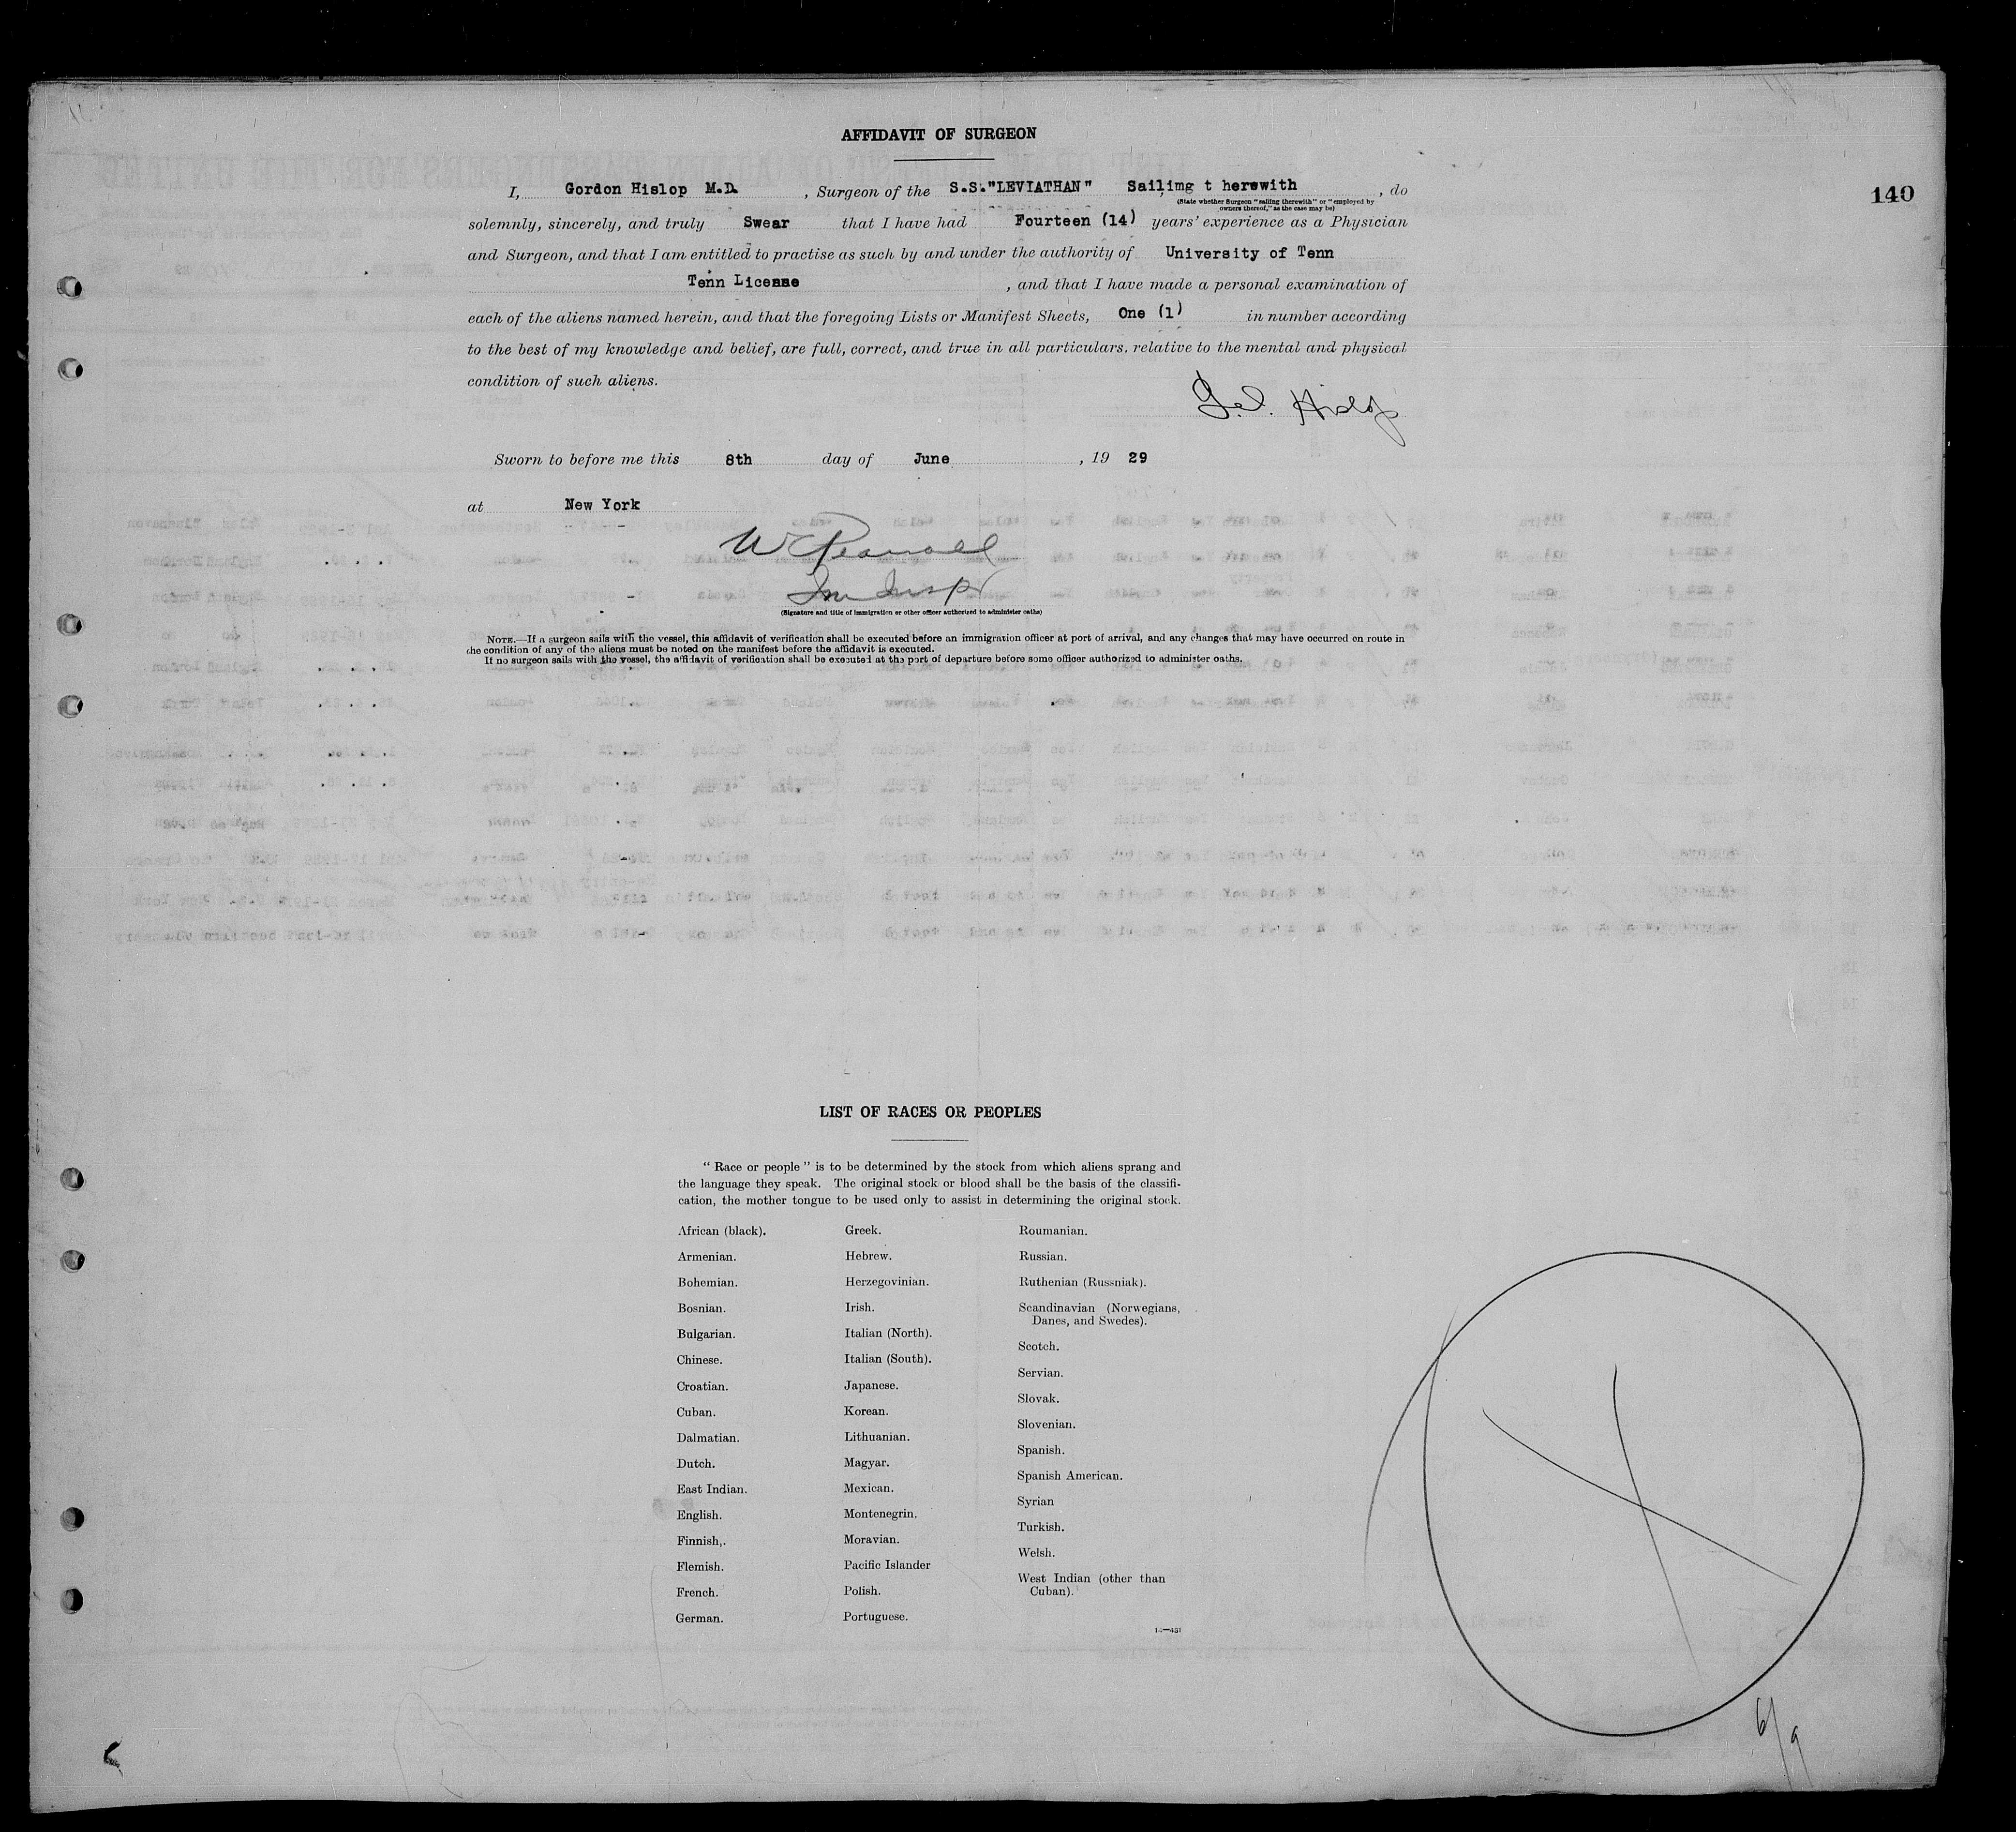 AFFIDAVIT OF SURGEON
140
I, Gordon Hislop M.D. , Surgeon of the S.S."LEVIATHAN" Sailimg t herewith , do
(State whether Surgeon "sailing therewith" or "employed by
owners thereof," as the case may be)
solemnly, sincerely, and truly Swear that I have had Fourteen (14) years' experience as a Physician
and Surgeon, and that I am entitled to practise as such by and under the authority of University of Tenn
Tenn License , and that I have made a personal examination of
each of the aliens named herein, and that the foregoing Lists or Manifest Sheets, One (1) in number according
to the best of my knowledge and belief, are full, correct, and true in all particulars, relative to the mental and physical
condition of such aliens.
Hislop
Sworn to before me this 8th day of June , 19 29
at New York
Imm Inspr
(Signature and title of immigration or other officer authorized to administer oaths)
NOTE.—If a surgeon sails with the vessel, this affidavit of verification shall be executed before an immigration officer at port of arrival, and any changes that may have occurred en route in
the condition of any of the aliens must be noted on the manifest before the affidavit is executed.
If no surgeon sails with the vessel, the affidavit of verification shall be executed at the port of departure before some officer authorized to administer oaths.
LIST OF RACES OR PEOPLES
" Race or people " is to be determined by the stock from which aliens sprang and
the language they speak. The original stock or blood shall be the basis of the classifi-
cation, the mother tongue to be used only to assist in determining the original stock.
African (black).
Armenian.
Bohemian.
Bosnian.
Bulgarian.
Chinese.
Croatian.
Cuban.
Dalmatian.
Dutch.
East Indian.
English.
Finnish,.
Flemish.
French.
German.
Greek.
Hebrew.
Herzegovinian.
Irish.
Italian (North).
Italian (South).
Japanese.
Korean.
Lithuanian.
Magyar.
Mexican.
Montenegrin.
Moravian.
Pacific Islander
Polish.
Portuguese.
Roumanian.
Russian.
Ruthenian (Russniak).
Scandinavian (Norwegians,
Danes, and Swedes).
Scotch.
Servian.
Slovak.
Slovenian.
Spanish.
Spanish American.
Syrian
Turkish.
Welsh.
West Indian (other than
Cuban).
6/9